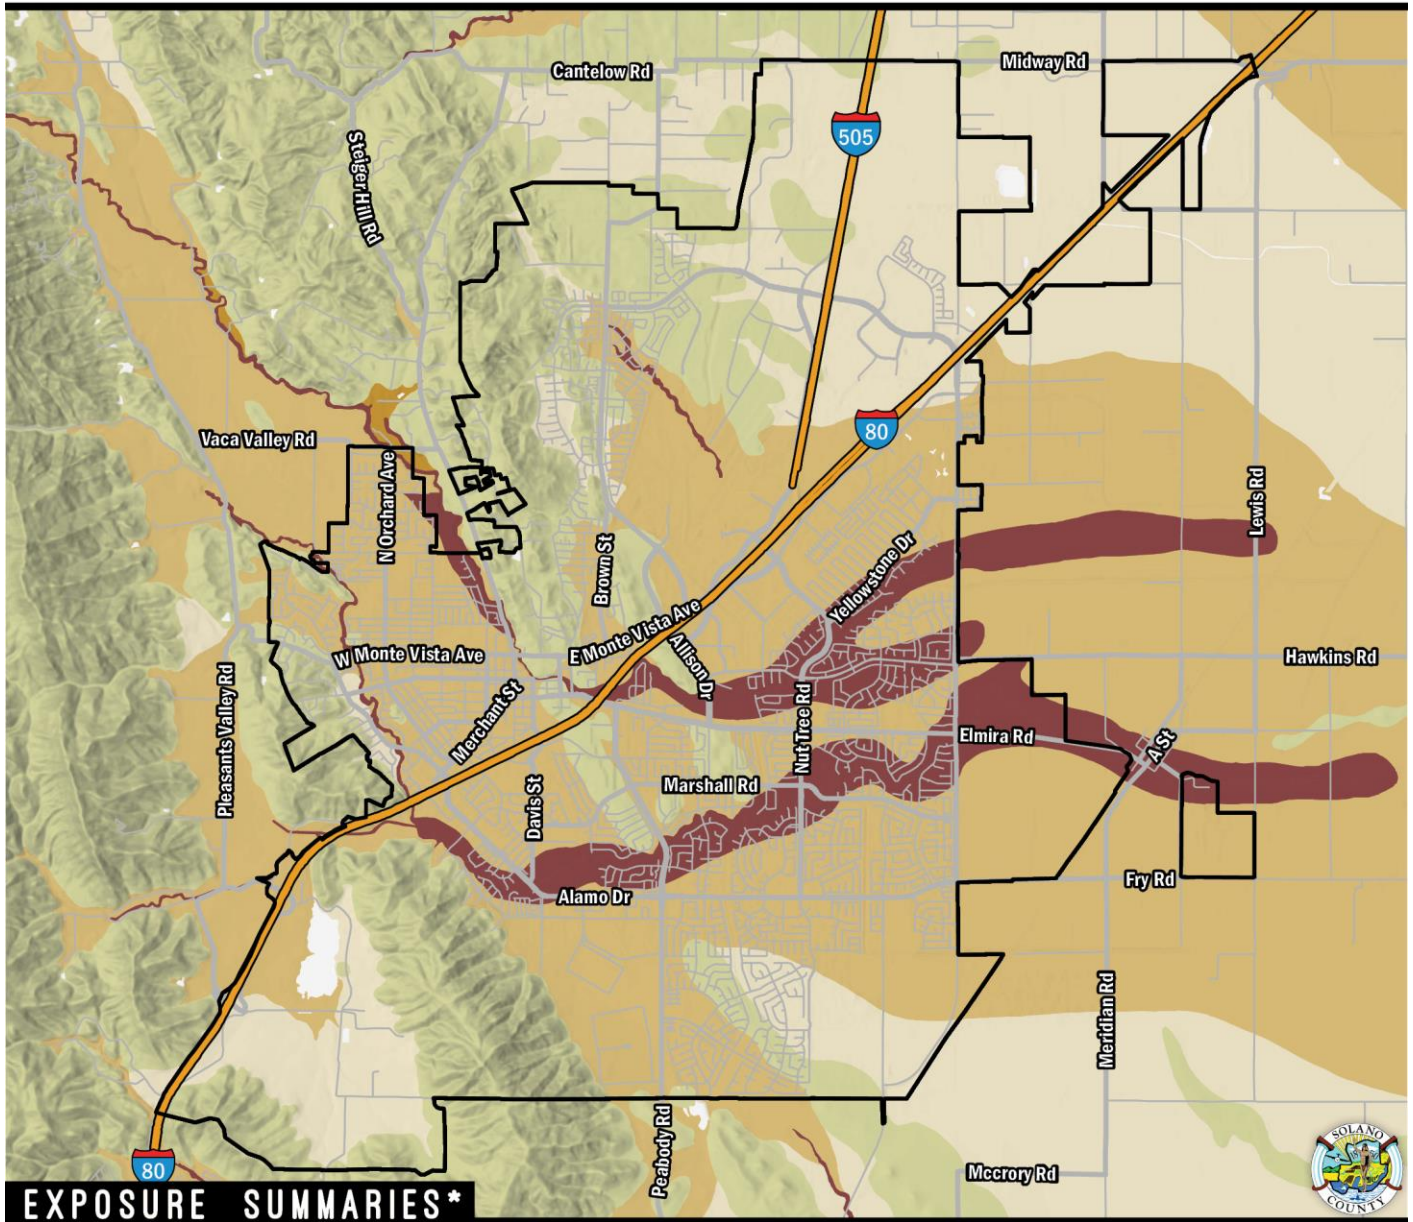 Cantelow Rd
Midway Rd
505
Steiger Hill Rd
80
Vaca Valley Rd
N Orchard Ave
Lewis Rd
Brown St
Yellowstone Dr
E Monte Vista Ave
W Monte Vista Ave
Allison Dr
Hawkins Rd
Pleasants Valley Rd
Merchant St
Nut Tree Rd
Elmira Rd
A St
Marshall Rd
Davis St
Fry Rd
Alamo Dr
Meridian Rd
Peabody Rd
Mccrory Rd
80
SOLANO
COUNTY
EXPOSURE SUMMARIES*